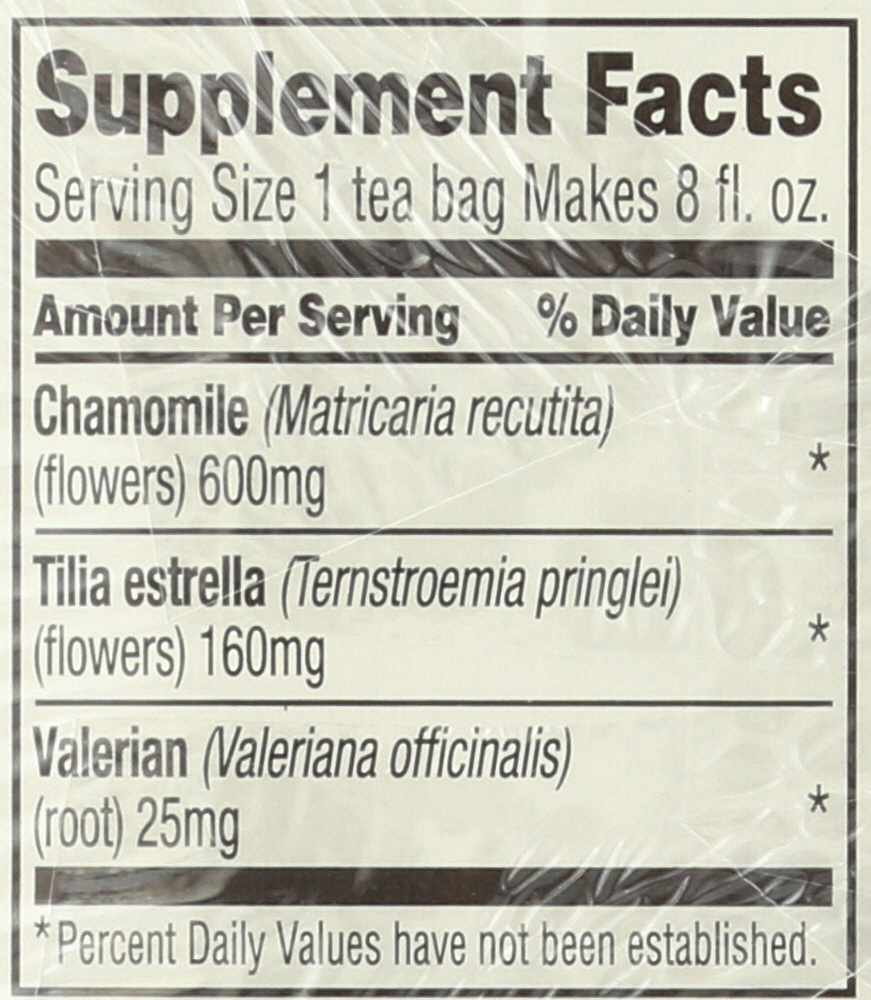 Supplement Facts
Serving Size 1 tea bag Makes 8 fl. oz.
Amount Per Serving % Daily Value
Chamomile (Matricaria recutita)
(flowers) 600mg *
Tilia estrella (Ternstroemia pringlei)
(flowers) 160mg *
Valerian (Valeriana officinalis)
(root) 25mg *
* Percent Daily Values have not been established.